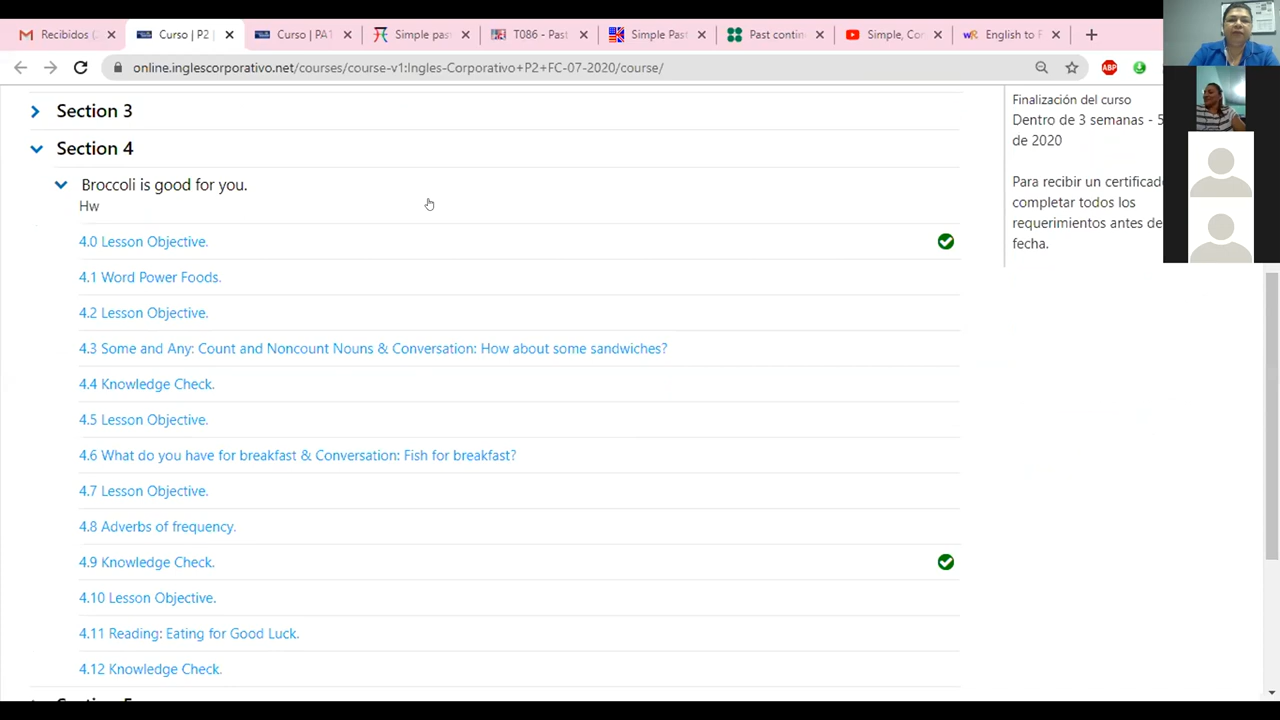 Recibidos (
Curso | P2 |
Curso | PA1
Simple pas
T086 - Pas
Simple Past
Past contin
Simple, Con
English to F
online.inglescorporativo.net/courses/course-v1:Ingles-Corporativo+P2+FC-07-2020/course/
ABP
Section 3
Section 4
Broccoli is good for you.
Hw
4.0 Lesson Objective.
4.1 Word Power Foods.
4.2 Lesson Objective.
4.3 Some and Any: Count and Noncount Nouns & Conversation: How about some sandwiches?
4.4 Knowledge Check.
4.5 Lesson Objective.
4.6 What do you have for breakfast & Conversation: Fish for breakfast?
4.7 Lesson Objective.
4.8 Adverbs of frequency.
4.9 Knowledge Check.
4.10 Lesson Objective.
4.11 Reading: Eating for Good Luck.
4.12 Knowledge Check.
Finalización del curso
Dentro de 3 semanas - 5
de 2020
Para recibir un certificado
completar todos los
requerimientos antes de
fecha.